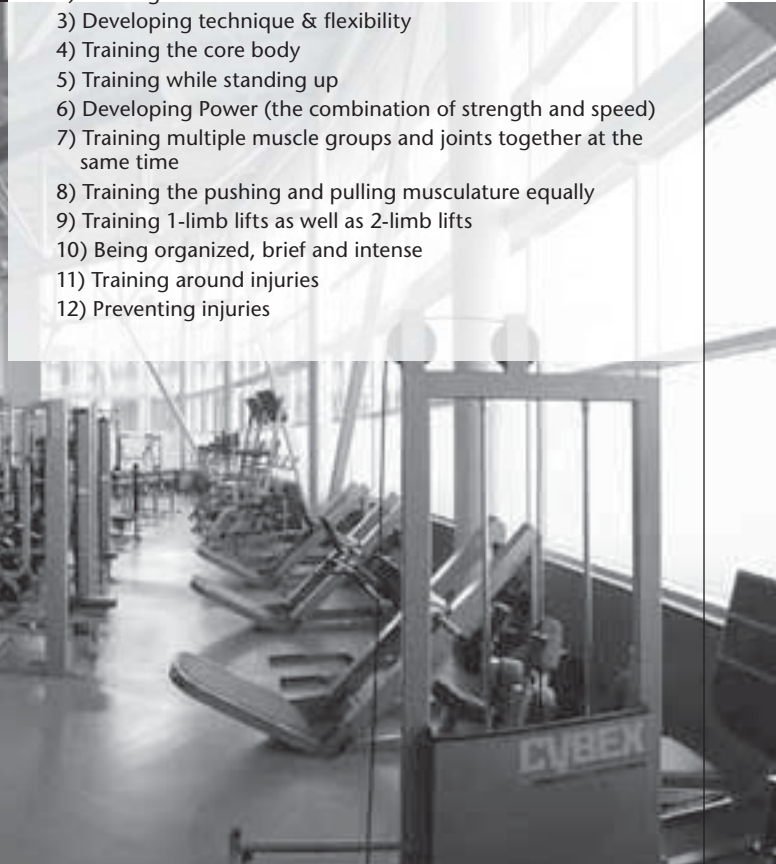 3) Developing technique & flexibility
4) Training the core body
5) Training while standing up
6) Developing Power (the combination of strength and speed)
7) Training multiple muscle groups and joints together at the
same time
8) Training the pushing and pulling musculature equally
9) Training 1-limb lifts as well as 2-limb lifts
10) Being organized, brief and intense
11) Training around injuries
12) Preventing injuries
CYBEX